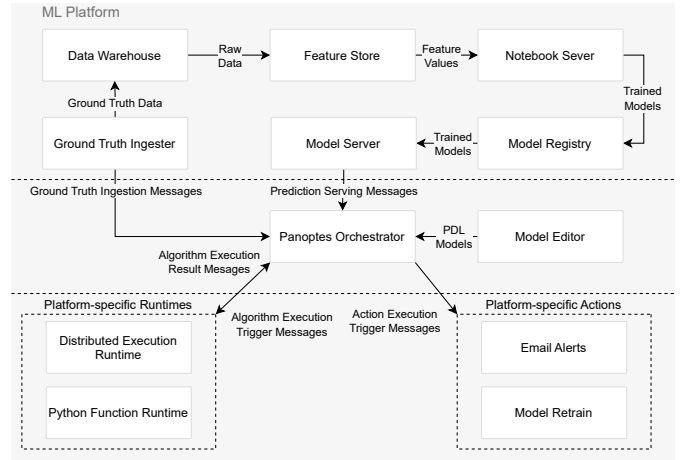 ML Platform
Data Warehouse
Raw
Data
Feature Store
Feature
Values
Notebook Sever
Ground Truth Data
Trained
Models
Ground Truth Ingester
Model Server
Trained
Models
Model Registry
Ground Truth Ingestion Messages
Prediction Serving Messages
Panoptes Orchestrator
PDL
Models
Model Editor
Algorithm Execution
Result Mesages
Platform-specific Runtimes
Algorithm Execution
Trigger Messages
Action Execution
Trigger Messages
Platform-specific Actions
Distributed Execution
Runtime
Email Alerts
Python Function Runtime
Model Retrain